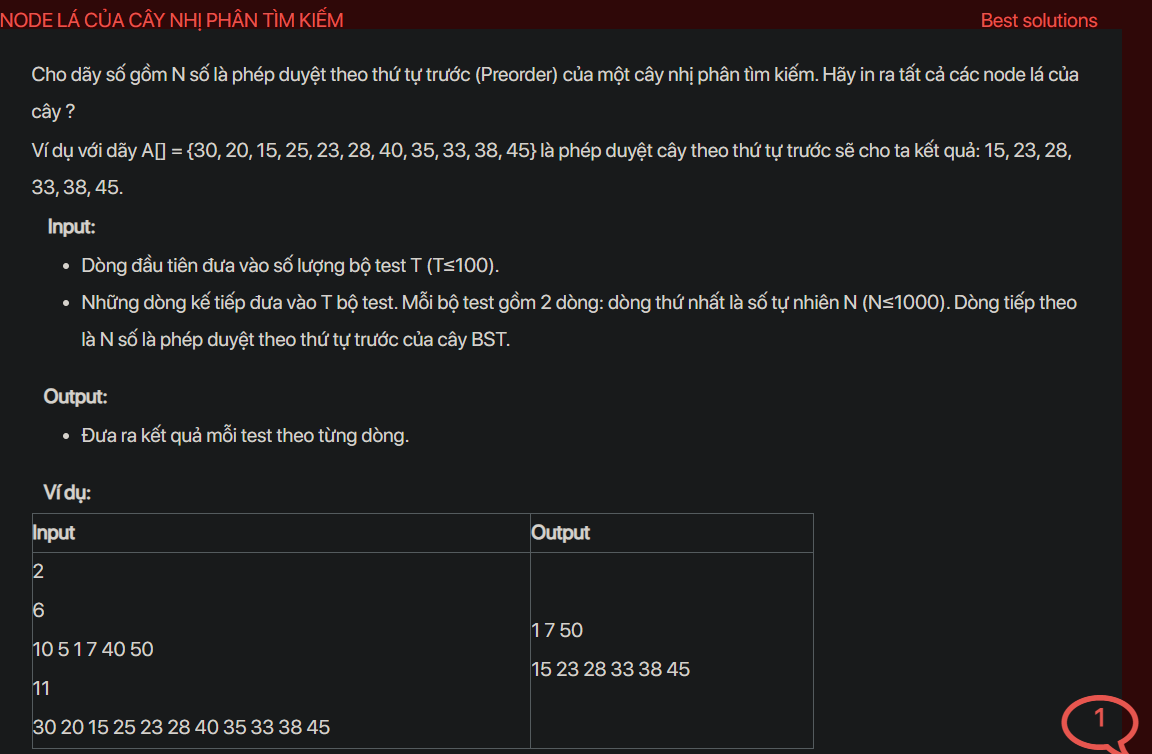 NODE LÁ CỦA CÂY NHỊ PHÂN TÌM KIẾM
Best solutions
Cho dãy số gồm N số là phép duyệt theo thứ tự trước (Preorder) của một cây nhị phân tìm kiếm. Hãy in ra tất cả các node lá của
cây ?
Ví dụ với dãy A[] = {30, 20, 15, 25, 23, 28, 40, 35, 33, 38, 45} là phép duyệt cây theo thứ tự trước sẽ cho ta kết quả: 15, 23, 28,
33, 38, 45.
Input:
• Dòng đầu tiên đưa vào số lượng bộ test T (T≤100).
• Những dòng kế tiếp đưa vào T bộ test. Mỗi bộ test gồm 2 dòng: dòng thứ nhất là số tự nhiên N (N≤1000). Dòng tiếp theo
là N số là phép duyệt theo thứ tự trước của cây BST.
Output:
• Đưa ra kết quả mỗi test theo từng dòng.
Ví dụ:
Input
Output
2
6
10 5 1 7 40 50
11
30 20 15 25 23 28 40 35 33 38 45
1 7 50
15 23 28 33 38 45
1